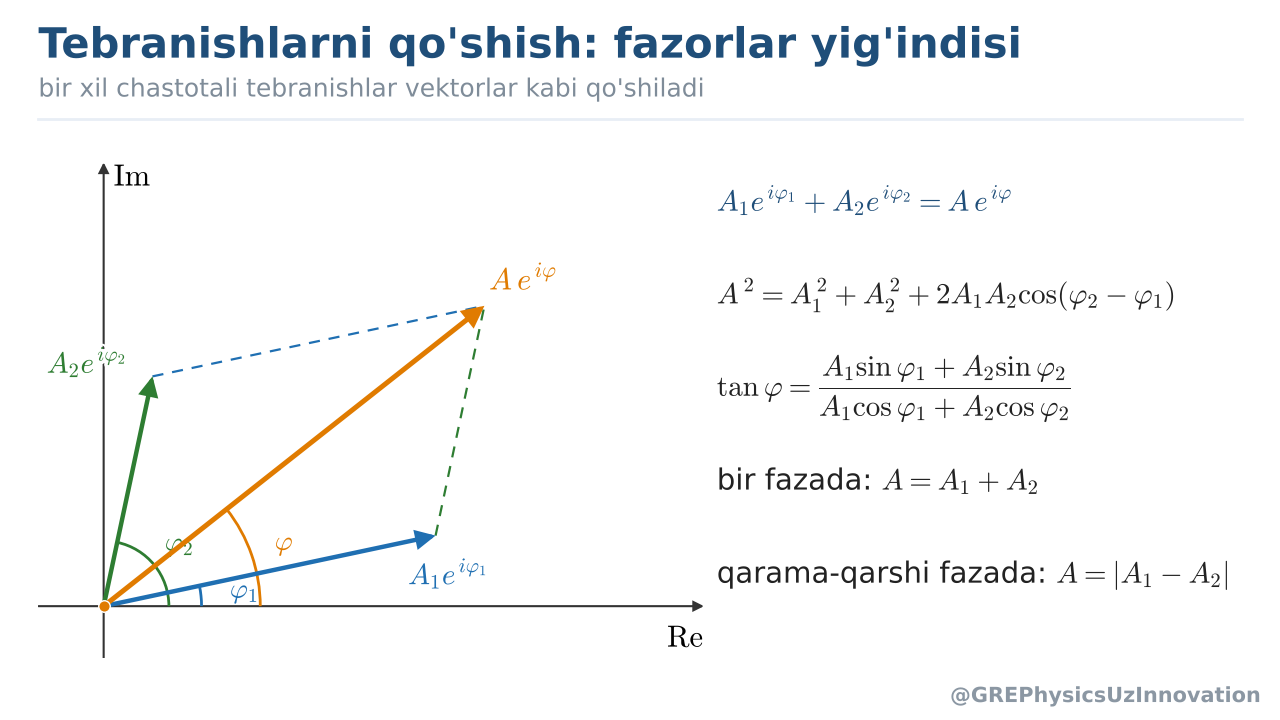 Tebranishlarni qo'shish: fazorlar yig'indisi
bir xil chastotali tebranishlar vektorlar kabi qo'shiladi
Im
A₁e^{iφ₁} + A₂e^{iφ₂} = A e^{iφ}
A e^{iφ}
A² = A₁² + A₂² + 2A₁A₂cos(φ₂ − φ₁)
A₂e^{iφ₂}
tan φ = (A₁sin φ₁ + A₂sin φ₂) / (A₁cos φ₁ + A₂cos φ₂)
bir fazada: A = A₁ + A₂
φ₂
φ
A₁e^{iφ₁}
qarama-qarshi fazada: A = |A₁ − A₂|
φ₁
Re
@GREPhysicsUzInnovation